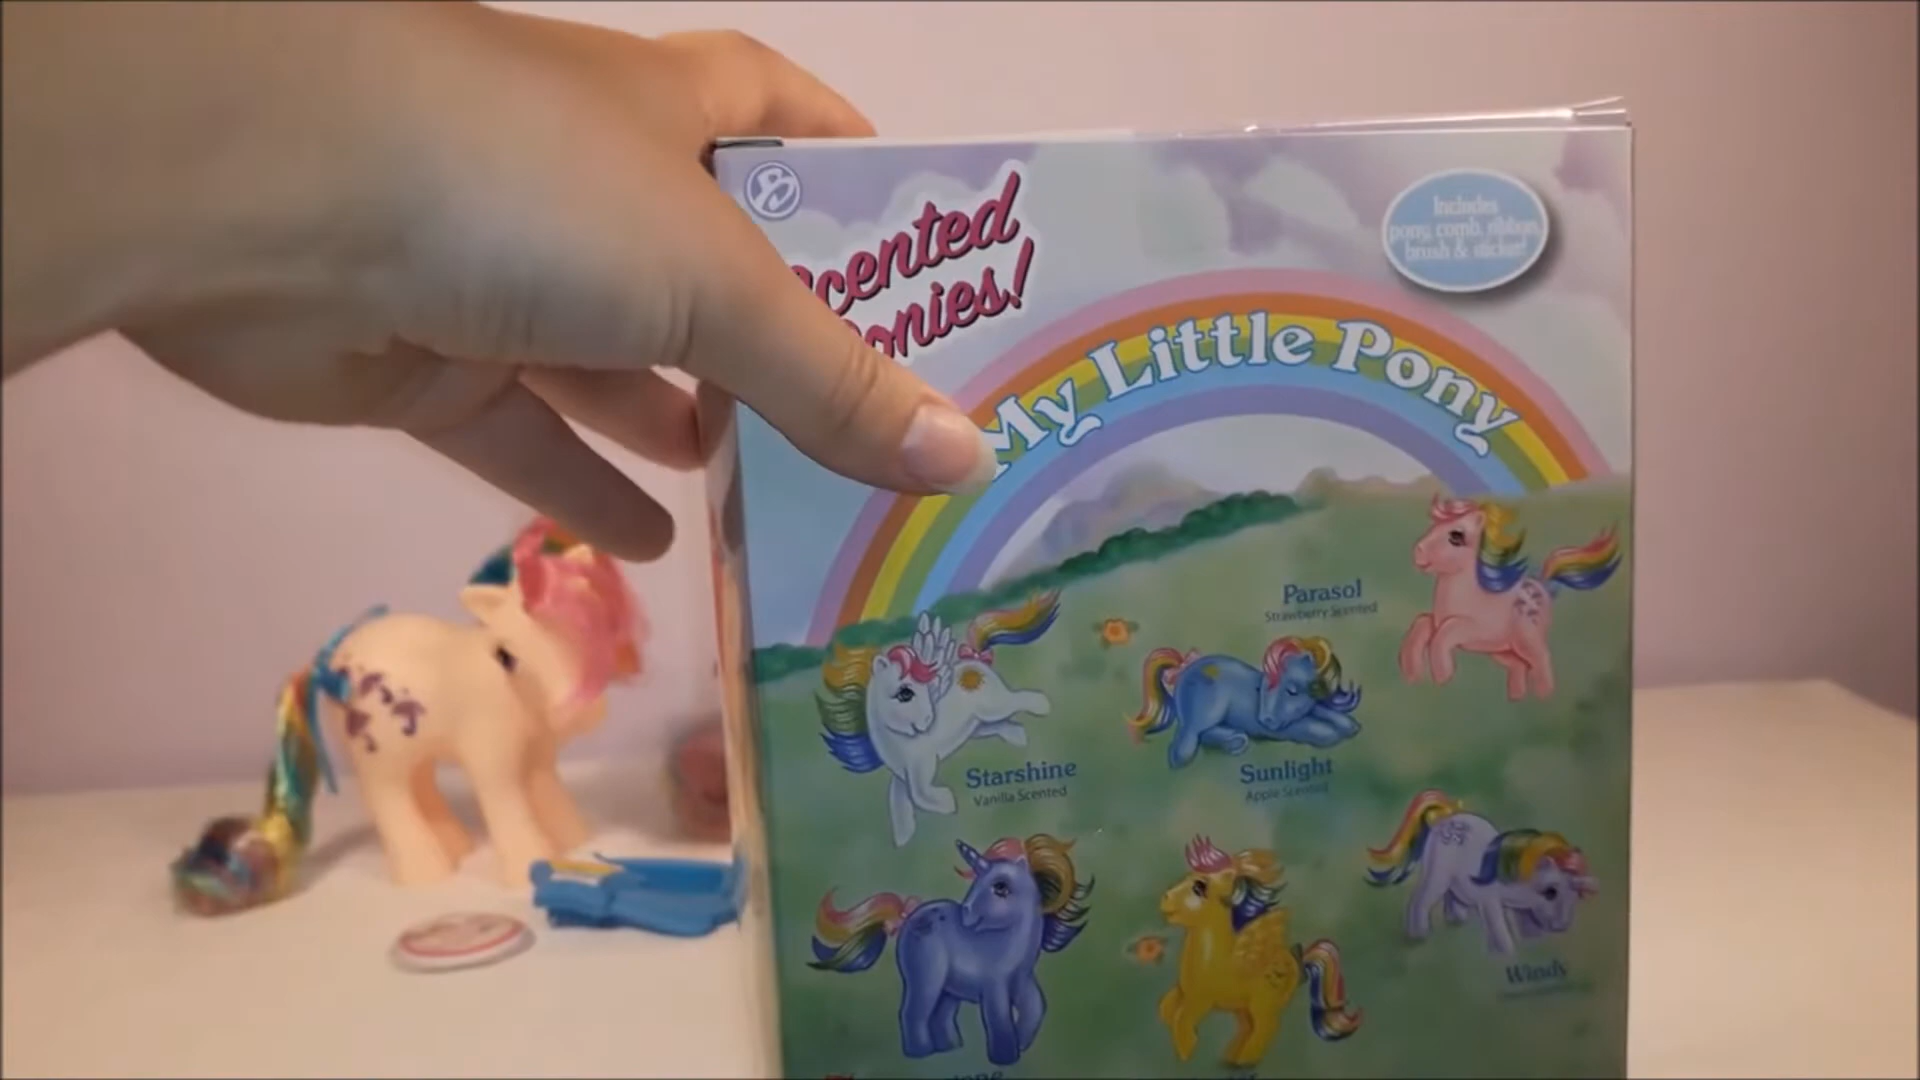 Scented
Ponies!
Includes
pony, comb, ribbon,
brush & sticker!
My Little Pony
Parasol
Strawberry Scented
Starshine
Vanilla Scented
Sunlight
Apple Scented
Windy